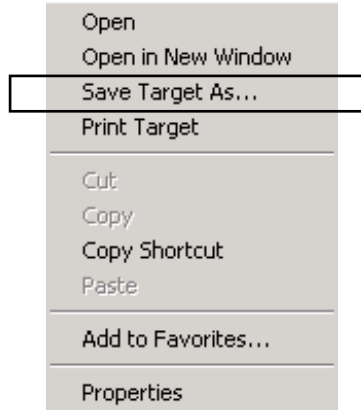 Open
Open in New Window
Save Target As...
Print Target
Cut
Copy
Copy Shortcut
Paste
Add to Favorites...
Properties